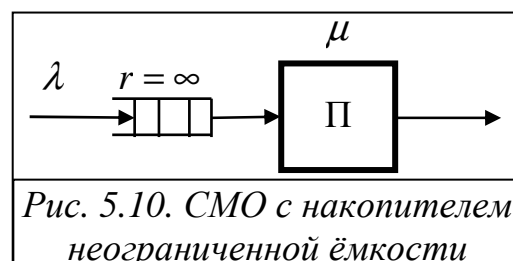 μ
λ r = ∞
П
Рис. 5.10. СМО с накопителем
неограниченной ёмкости